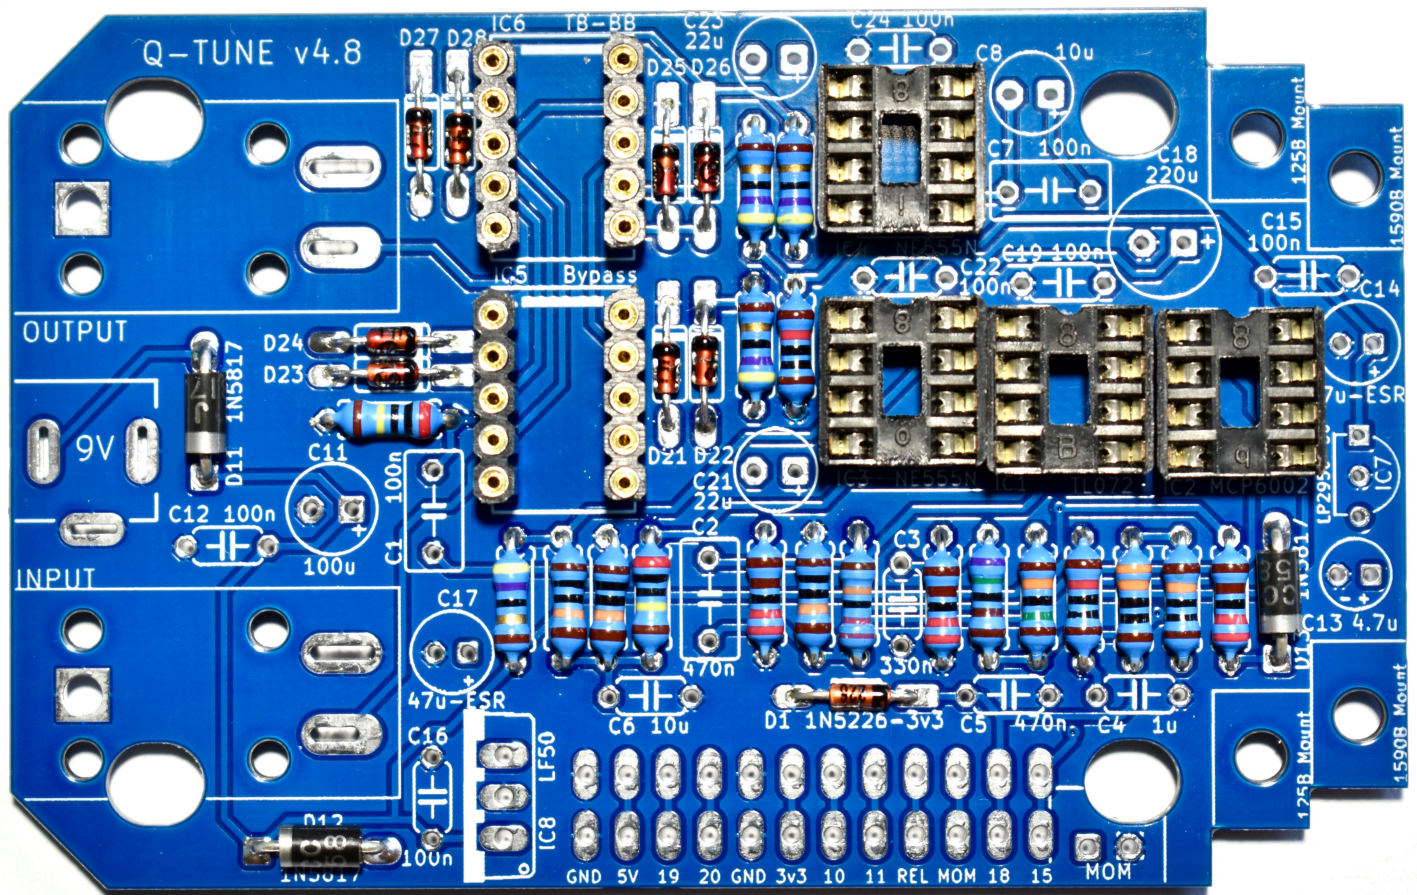 Q-TUNE v4.8
D27 D28
IC6 TB-BB
C23
22u
C24 100n
C8 10u
D25 D26
C7 100n
C18
220u
125B Mount
1590B Mount
C15
100n
IC4 NE555N
C22
100n
C19 100n
C14
IC5 Bypass
OUTPUT
D24
D23
D11 1N5817
9V
C11
100u
C12 100n
C1 100n
D21 D22
C21
22u
IC3 NE555N
IC1 TL072
IC2 MCP6002
7u-ESR
IC7
C2
470n
C3
330n
C13 4.7u
INPUT
C17
47u-ESR
C6 10u
D1 1N5226-3v3
C5 470n
C4 1u
C16
100n
D12
1N5817
LF50
IC8
125B Mount
1590B Mount
MOM
GND 5V 19 20 GND 3v3 10 11 REL MOM 18 15